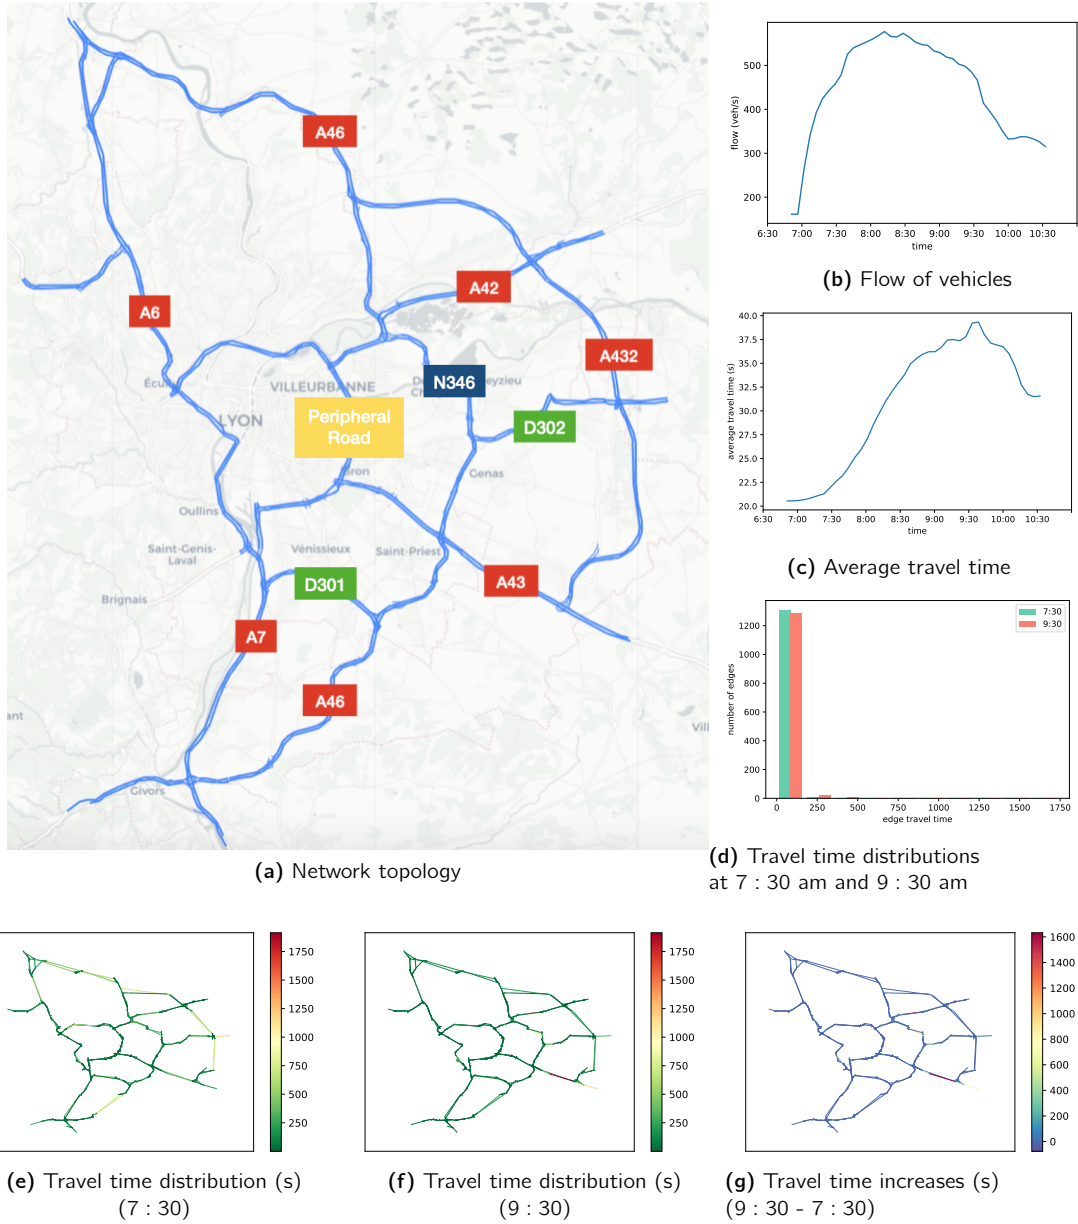 A46
A6
A42
A432
N346
D302
Peripheral
Road
D301
A43
A7
A46
VILLEURBANNE
LYON
Bron
Genas
Oullins
Saint-Genis-
Laval
Vénissieux
Saint-Priest
Brignais
Givors
(a) Network topology
flow (veh/s)
500
400
300
200
6:30 7:00 7:30 8:00 8:30 9:00 9:30 10:00 10:30
time
(b) Flow of vehicles
average travel time (s)
40.0
37.5
35.0
32.5
30.0
27.5
25.0
22.5
20.0
6:30 7:00 7:30 8:00 8:30 9:00 9:30 10:00 10:30
time
(c) Average travel time
7:30
9:30
number of edges
1200
1000
800
600
400
200
0
0 250 500 750 1000 1250 1500 1750
edge travel time
(d) Travel time distributions
at 7 : 30 am and 9 : 30 am
1750
1500
1250
1000
750
500
250
(e) Travel time distribution (s)
(7 : 30)
1750
1500
1250
1000
750
500
250
(f) Travel time distribution (s)
(9 : 30)
1600
1400
1200
1000
800
600
400
200
0
(g) Travel time increases (s)
(9 : 30 - 7 : 30)